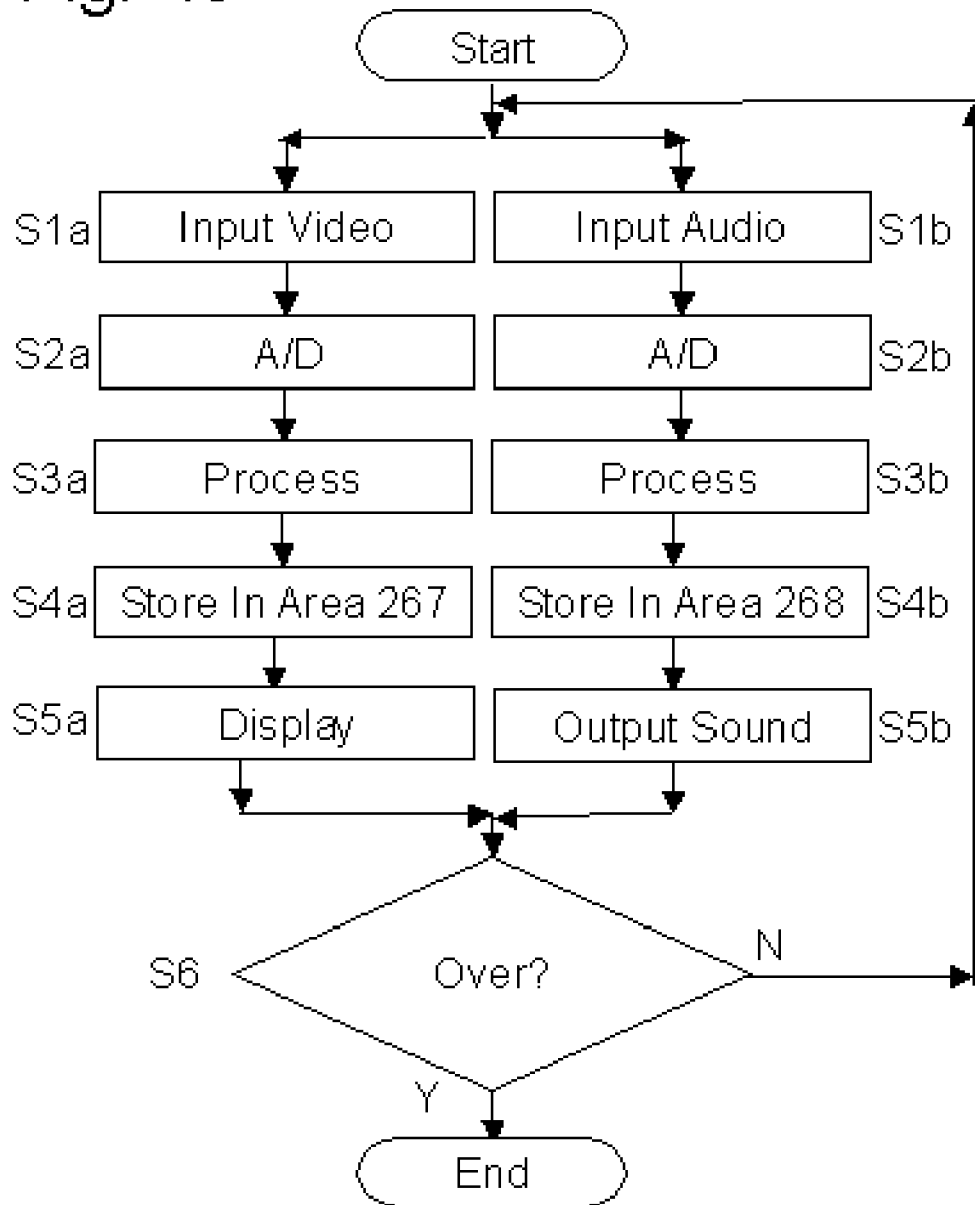 Start
S1a Input Video Input Audio S1b
S2a A/D A/D S2b
S3a Process Process S3b
S4a Store In Area 267 Store In Area 268 S4b
S5a Display Output Sound S5b
S6 Over? N
Y
End